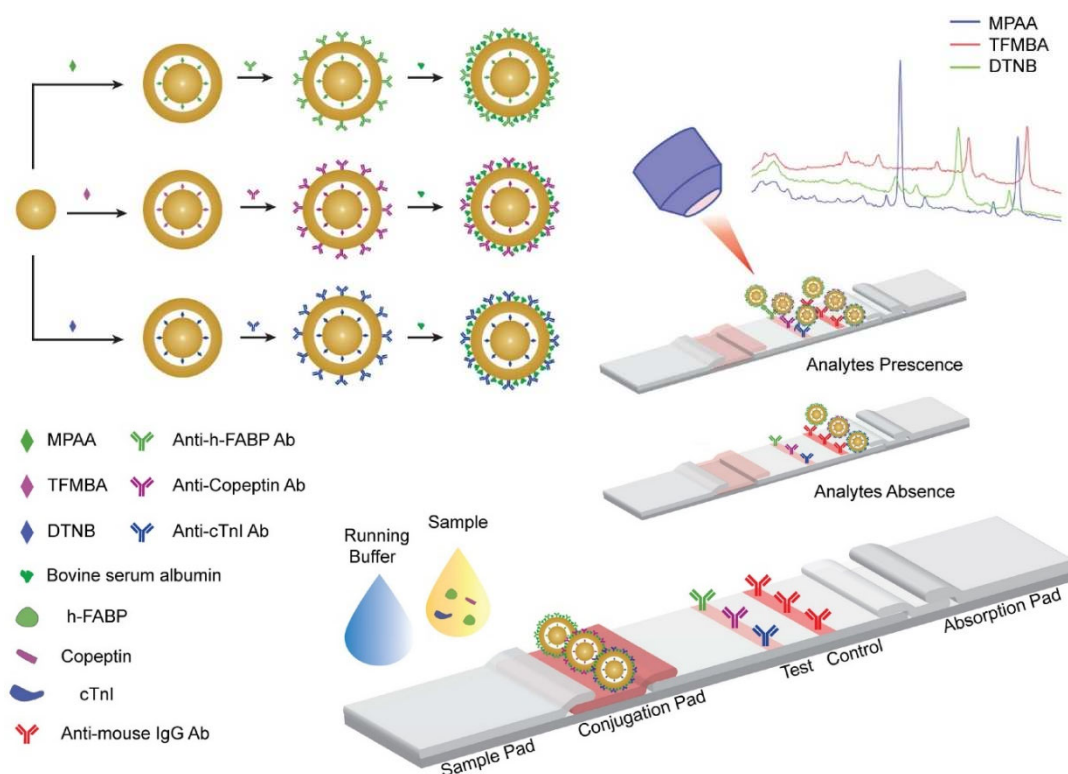 MPAA
TFMBA
DTNB
Analytes Prescence
Analytes Absence
MPAA
Anti-h-FABP Ab
TFMBA
Anti-Copeptin Ab
DTNB
Anti-cTnI Ab
Bovine serum albumin
h-FABP
Copeptin
cTnI
Anti-mouse IgG Ab
Running
Buffer
Sample
Sample Pad
Conjugation Pad
Test
Control
Absorption Pad